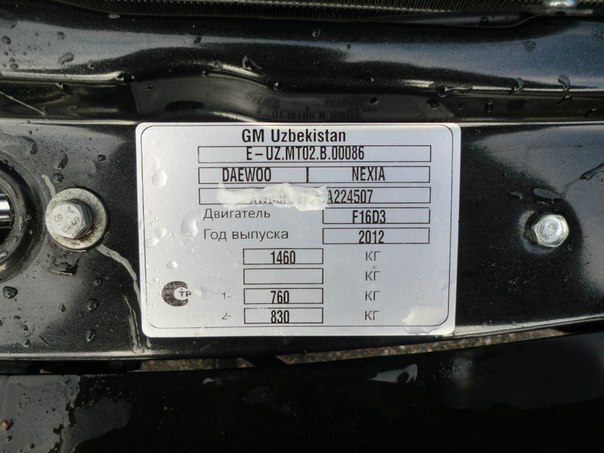 GM Uzbekistan
E-UZ.MT02.B.00086
DAEWOO NEXIA
A224507
Двигатель F16D3
Год выпуска 2012
1460 КГ
КГ
1- 760 КГ
2- 830 КГ
ТР